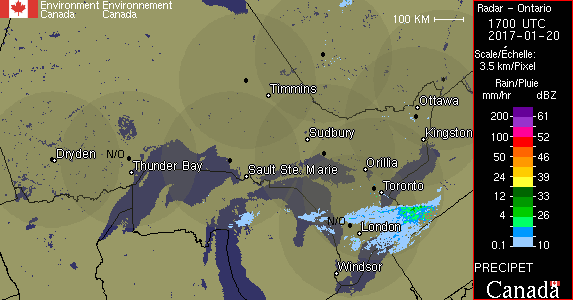 Environment Environnement
Canada Canada
100 KM
Timmins
Ottawa
Sudbury
Kingston
Dryden
N/O
Thunder Bay
Sault Ste. Marie
Orillia
Toronto
N/O
London
Windsor
Radar - Ontario
1700 UTC
2017-01-20
Scale/Échelle:
3.5 km/Pixel
Rain/Pluie
mm/hr dBZ
200 61
100 52
50 46
24 39
12 33
4 26
0.1 10
PRECIPET
Canada